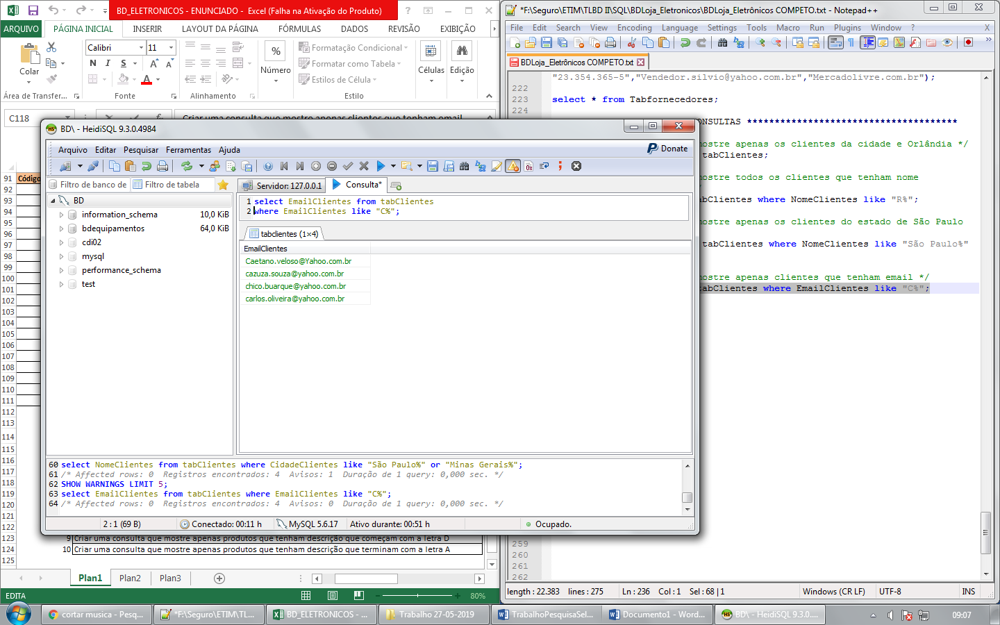 BD_ELETRONICOS - ENUNCIADO -  Excel (Falha na Ativação do Produto)
ARQUIVO PÁGINA INICIAL INSERIR LAYOUT DA PÁGINA FÓRMULAS DADOS REVISÃO EXIBIÇÃO
Colar
Calibri 11
N I S
Área de Transfer...
Fonte
Alinhamento
%
Número
Formatação Condicional
Formatar como Tabela
Estilos de Célula
Estilo
Células
Edição
C118
Criar uma consulta que mostre apenas clientes que tenham email
91 Código
92
93
94
95
96
97
98
99
100
101
102
103
104
105
106
107
108
109
110
111
112
113
114
115
116
117
118
119
120
121
122
123 9 Criar uma consulta que mostre apenas produtos que tenham descrição que começam com a letra D
124 10 Criar uma consulta que mostre apenas produtos que tenham descrição que terminam com a letra A
125
Plan1 Plan2 Plan3
EDITA 80%
*F:\Seguro\ETIM\TLBD II\SQL\BDLoja_Eletronicos\BDLoja_Eletrônicos COMPETO.txt - Notepad++
File Edit Search View Encoding Language Settings Tools Macro Run Plugins Window ? X
BDLoja_Eletrônicos COMPETO.txt
"23.354.365-5","Vendedor.silvio@yahoo.com.br","Mercadolivre.com.br");
222
223 select * from Tabfornecedores;
224
ONSULTAS **************************************
mostre apenas os clientes da cidade e Orlândia */
tabClientes;
mostre todos os clientes que tenham nome
tabClientes where NomeClientes like "R%";
mostre apenas os clientes do estado de São Paulo
tabClientes where NomeClientes like "São Paulo%"
mostre apenas clientes que tenham email */
tabClientes where EmailClientes like "C%";
259
260
261
262
length : 22.383 lines : 275 Ln : 236 Col : 1 Sel : 68 | 1 Windows (CR LF) UTF-8 INS
BD\ - HeidiSQL 9.3.0.4984
Arquivo Editar Pesquisar Ferramentas Ajuda
Donate
Filtro de banco de
Filtro de tabela
Servidor: 127.0.0.1
Consulta*
BD
information_schema 10,0 KiB
bdequipamentos 64,0 KiB
cdi02
mysql
performance_schema
test
1 select EmailClientes from tabClientes
2 where EmailClientes like "C%";
tabclientes (1×4)
EmailClientes
Caetano.veloso@Yahoo.com.br
cazuza.souza@yahoo.com.br
chico.buarque@yahoo.com.br
carlos.oliveira@yahoo.com.br
60 select NomeClientes from tabClientes where CidadeClientes like "São Paulo%" or "Minas Gerais%";
61 /* Affected rows: 0  Registros encontrados: 4  Avisos: 1  Duração de 1 query: 0,000 sec. */
62 SHOW WARNINGS LIMIT 5;
63 select EmailClientes from tabClientes where EmailClientes like "C%";
64 /* Affected rows: 0  Registros encontrados: 4  Avisos: 0  Duração de 1 query: 0,000 sec. */
2 : 1 (69 B) Conectado: 00:11 h MySQL 5.6.17 Ativo durante: 00:51 h Ocupado.
cortar musica - Pesq...
*F:\Seguro\ETIM\TL...
BD_ELETRONICOS - ...
Trabalho 27-05-2019
TrabalhoPesquisaSel...
Documento1 - Word...
BD\ - HeidiSQL 9.3.0....
09:07